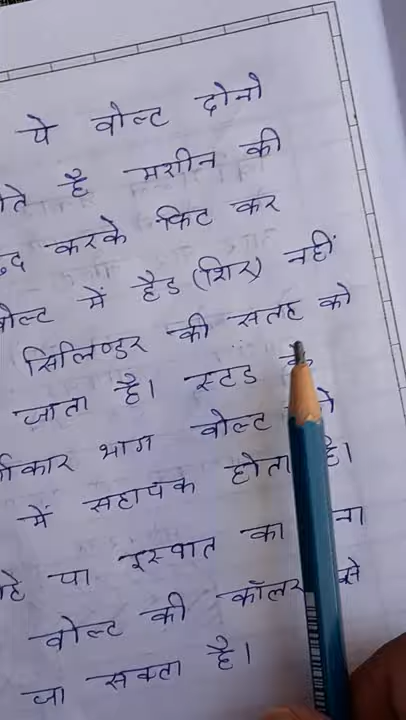 ये वोल्ट दोनो
ते है मशीन की
करके फिट कर
वोल्ट में हैड (शिर) नहीं
सिलिण्डर की सतह को
जाता है। स्टड के
कार भाग वोल्ट
में सहायक होता है।
या इस्पात का ना
वोल्ट की कॉलर से
जा सकता है।